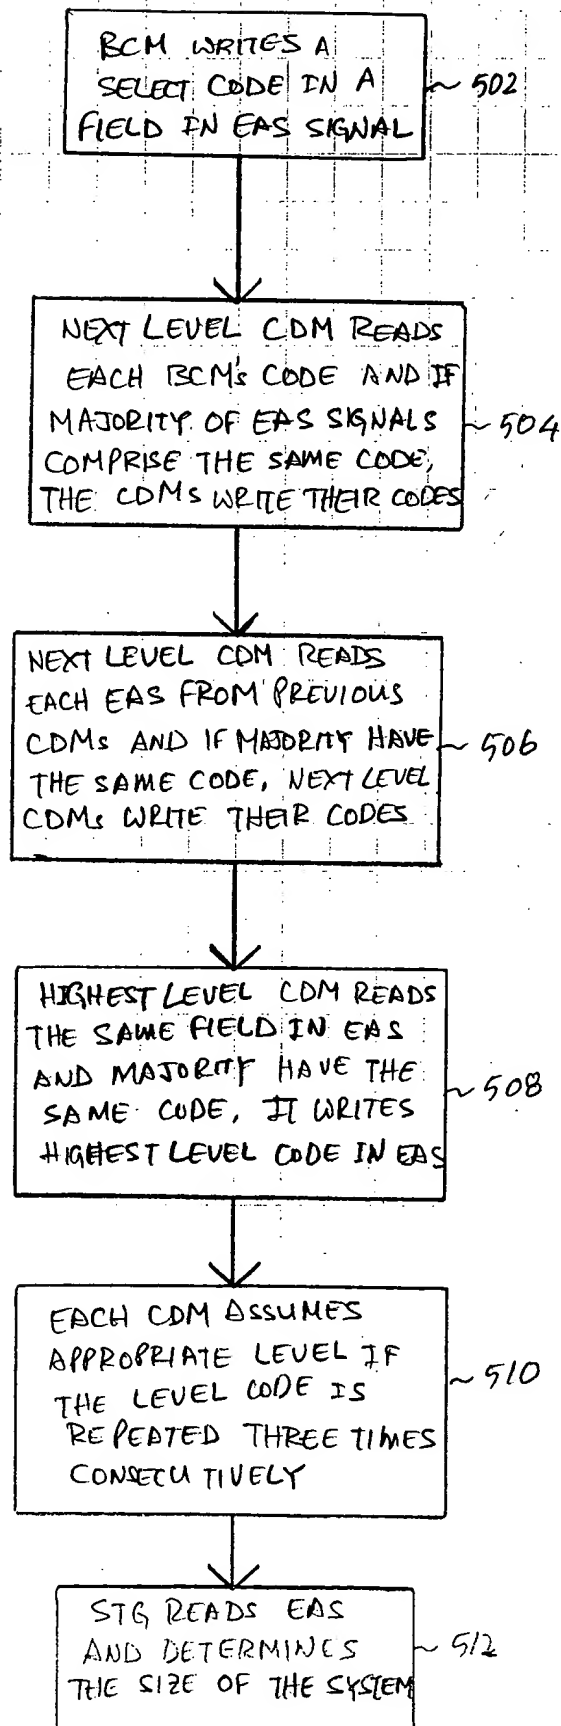 BCM WRITES A
SELECT CODE IN A
FIELD IN EAS SIGNAL
~ 502
NEXT LEVEL CDM READS
EACH BCM's CODE AND IF
MAJORITY OF EAS SIGNALS
COMPRISE THE SAME CODE,
THE CDMs WRITE THEIR CODES
~ 504
NEXT LEVEL CDM READS
EACH EAS FROM PREVIOUS
CDMs AND IF MAJORITY HAVE
THE SAME CODE, NEXT LEVEL
CDMs WRITE THEIR CODES
~ 506
HIGHEST LEVEL CDM READS
THE SAME FIELD IN EAS
AND MAJORITY HAVE THE
SAME CODE, IT WRITES
HIGHEST LEVEL CODE IN EAS
~ 508
EACH CDM ASSUMES
APPROPRIATE LEVEL IF
THE LEVEL CODE IS
REPEATED THREE TIMES
CONSECUTIVELY
~ 510
STG READS EAS
AND DETERMINES
THE SIZE OF THE SYSTEM
~ 512